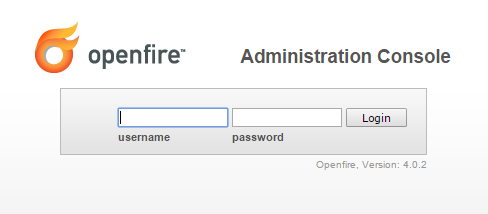 openfire™ Administration Console
Login
username password
Openfire, Version: 4.0.2